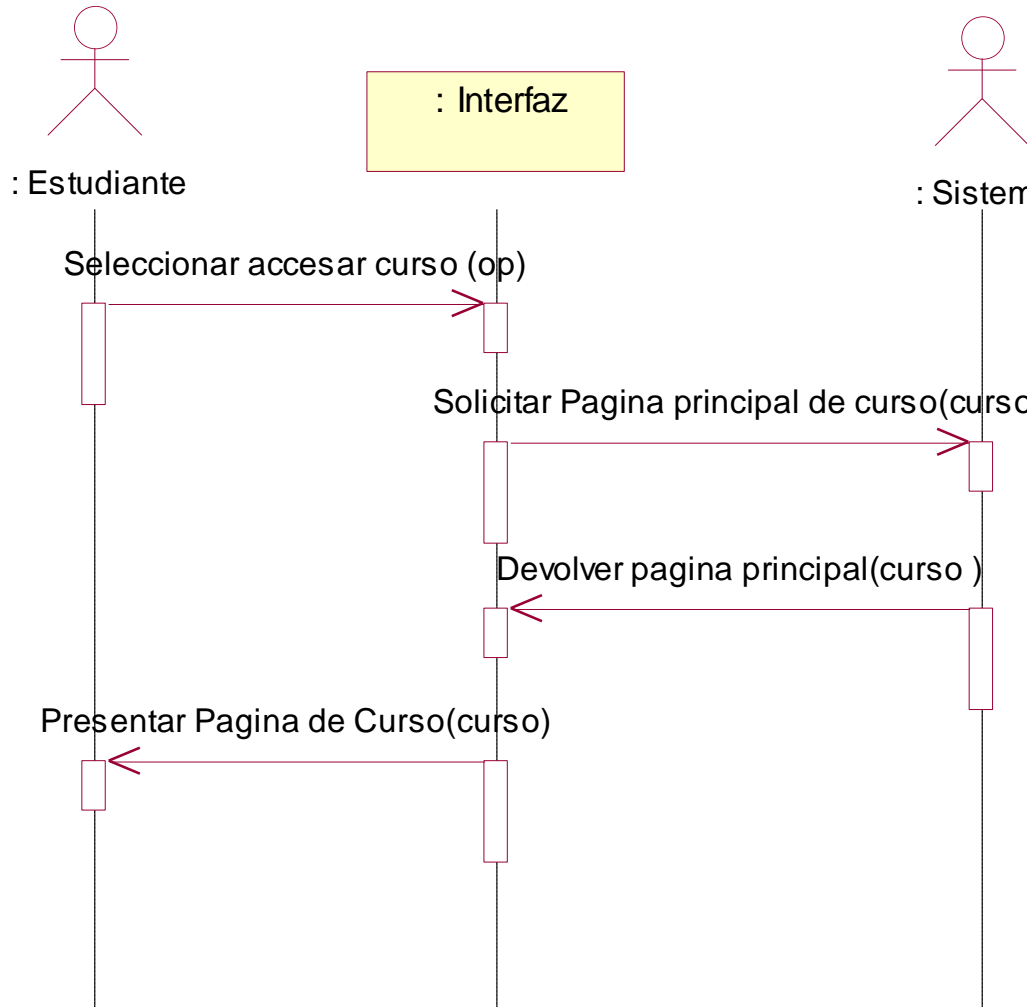 : Interfaz
: Estudiante
: Sistem
Seleccionar accesar curso (op)
Solicitar Pagina principal de curso(curso
Devolver pagina principal(curso )
Presentar Pagina de Curso(curso)